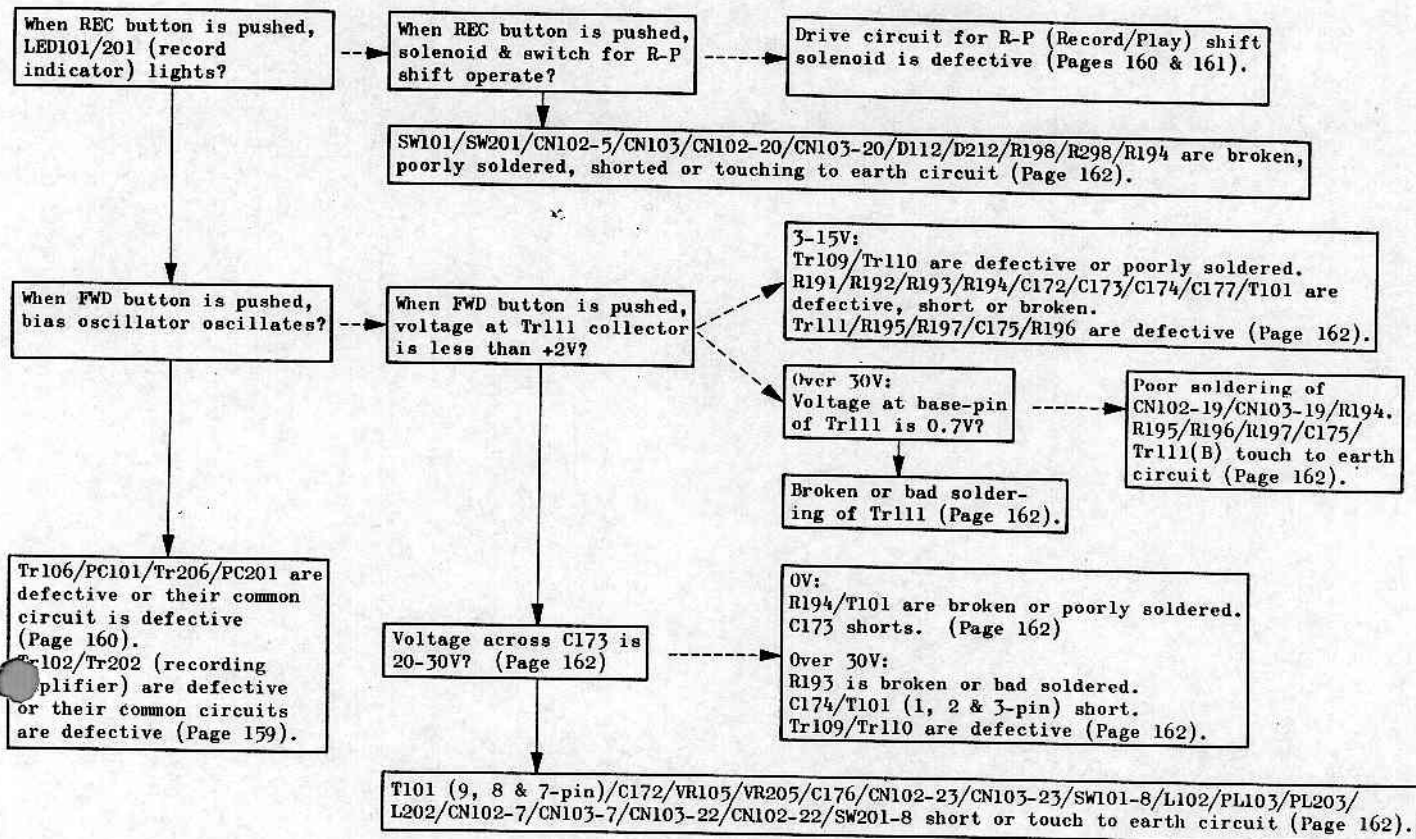 When REC button is pushed,
LED101/201 (record
indicator) lights?
When REC button is pushed,
solenoid & switch for R-P
shift operate?
Drive circuit for R-P (Record/Play) shift
solenoid is defective (Pages 160 & 161).
SW101/SW201/CN102-5/CN103/CN102-20/CN103-20/D112/D212/R198/R298/R194 are broken,
poorly soldered, shorted or touching to earth circuit (Page 162).
When FWD button is pushed,
bias oscillator oscillates?
When FWD button is pushed,
voltage at Tr111 collector
is less than +2V?
3-15V:
Tr109/Tr110 are defective or poorly soldered.
R191/R192/R193/R194/C172/C173/C174/C177/T101 are
defective, short or broken.
Tr111/R195/R197/C175/R196 are defective (Page 162).
Over 30V:
Voltage at base-pin
of Tr111 is 0.7V?
Poor soldering of
CN102-19/CN103-19/R194.
R195/R196/R197/C175/
Tr111(B) touch to earth
circuit (Page 162).
Broken or bad solder-
ing of Tr111 (Page 162).
Tr106/PC101/Tr206/PC201 are
defective or their common
circuit is defective
(Page 160).
r102/Tr202 (recording
plifier) are defective
or their common circuits
are defective (Page 159).
Voltage across C173 is
20-30V? (Page 162)
0V:
R194/T101 are broken or poorly soldered.
C173 shorts. (Page 162)
Over 30V:
R193 is broken or bad soldered.
C174/T101 (1, 2 & 3-pin) short.
Tr109/Tr110 are defective (Page 162).
T101 (9, 8 & 7-pin)/C172/VR105/VR205/C176/CN102-23/CN103-23/SW101-8/L102/PL103/PL203/
L202/CN102-7/CN103-7/CN103-22/CN102-22/SW201-8 short or touch to earth circuit (Page 162).